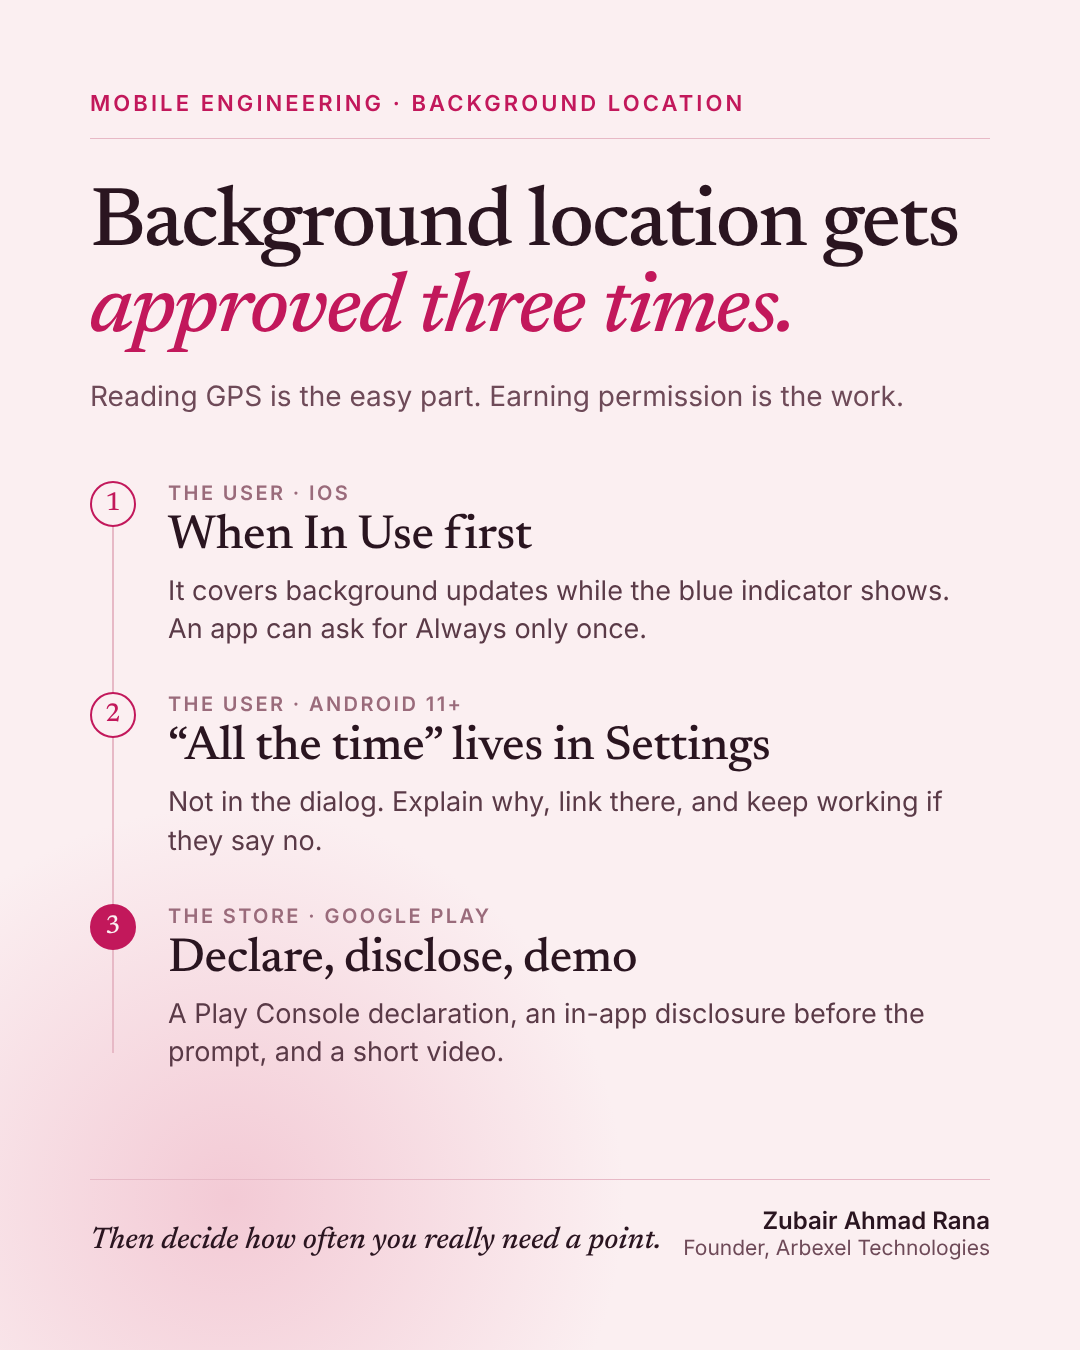 MOBILE ENGINEERING · BACKGROUND LOCATION
Background location gets
approved three times.
Reading GPS is the easy part. Earning permission is the work.
1
THE USER · IOS
When In Use first
It covers background updates while the blue indicator shows.
An app can ask for Always only once.
2
THE USER · ANDROID 11+
“All the time” lives in Settings
Not in the dialog. Explain why, link there, and keep working if
they say no.
3
THE STORE · GOOGLE PLAY
Declare, disclose, demo
A Play Console declaration, an in-app disclosure before the
prompt, and a short video.
Then decide how often you really need a point.
Zubair Ahmad Rana
Founder, Arbexel Technologies